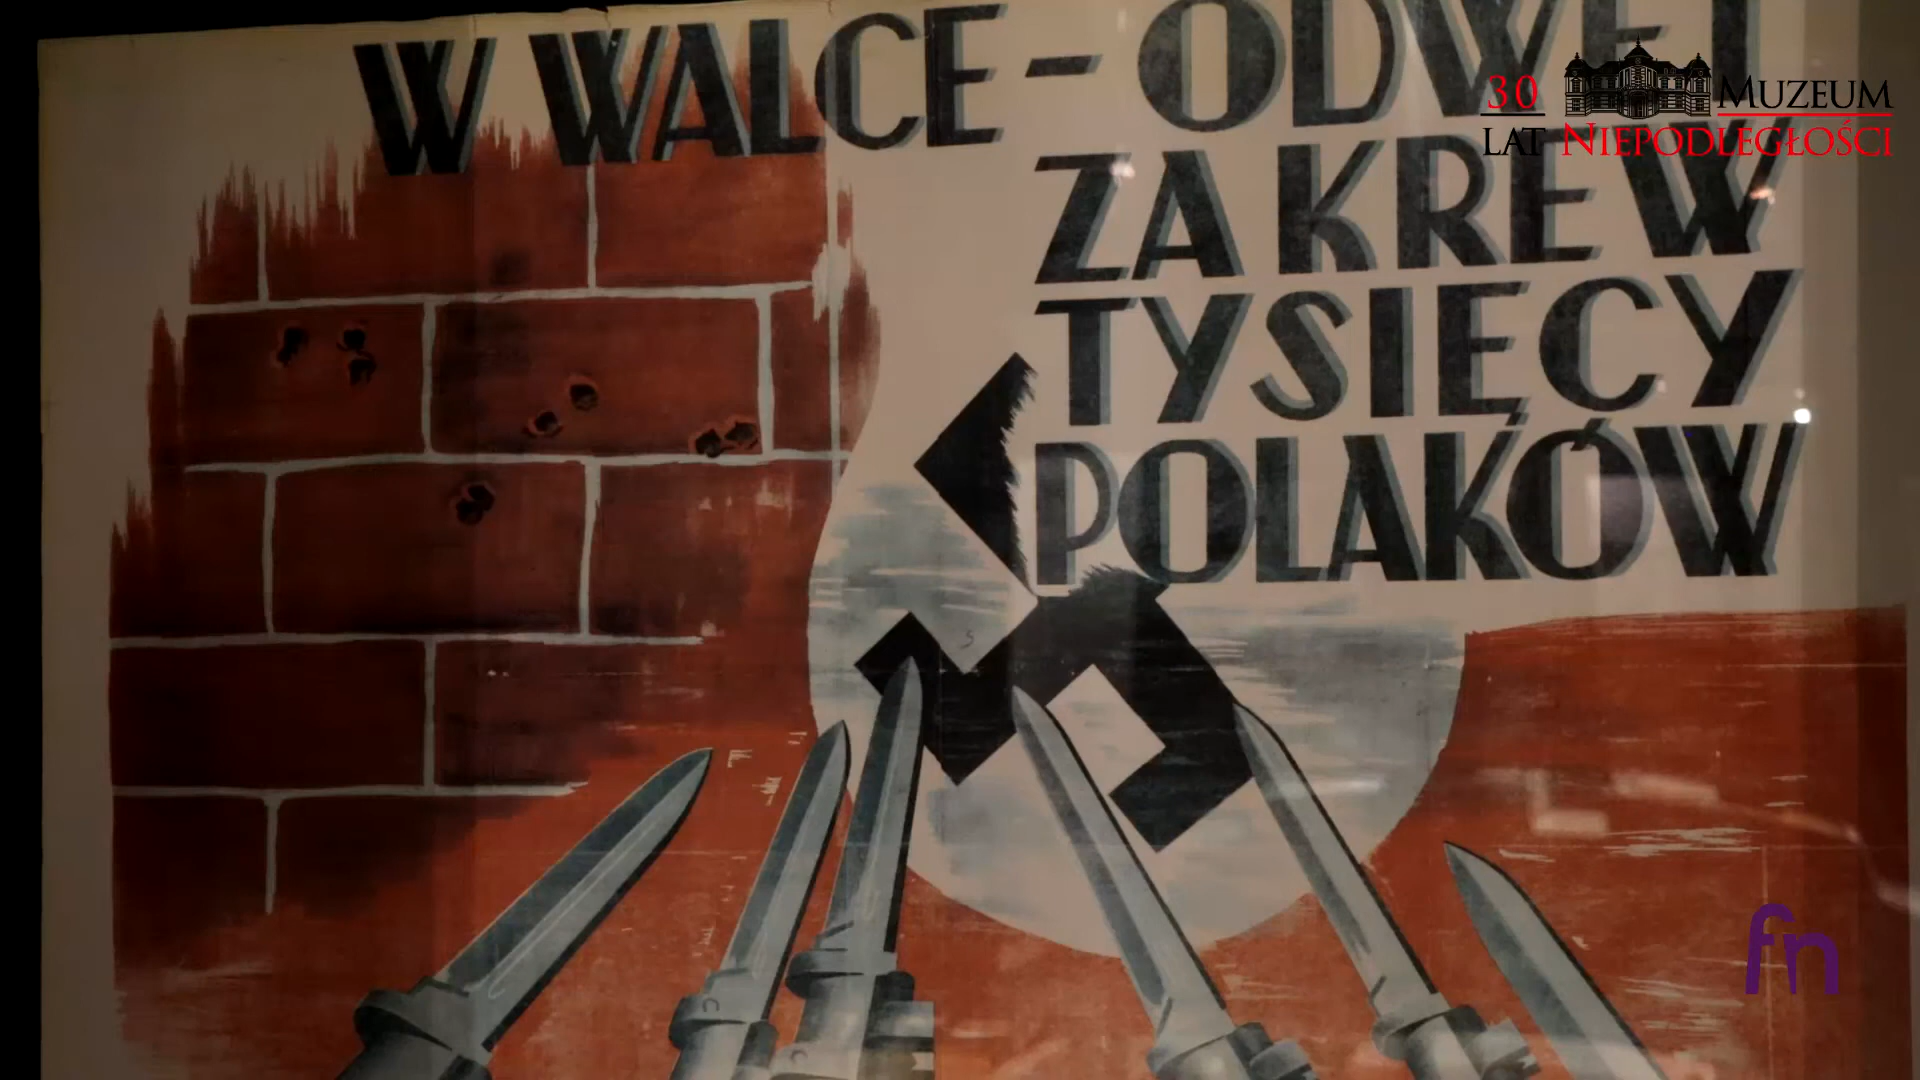 W WALCE - ODWET
ZA KREW
TYSIĘCY
POLAKÓW
30 LAT MUZEUM
NIEPODLEGŁOŚCI
fn